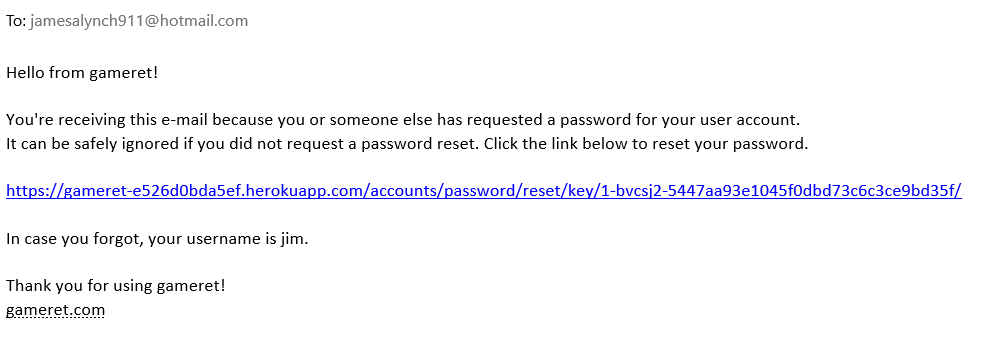 To: jamesalynch911@hotmail.com
Hello from gameret!
You're receiving this e-mail because you or someone else has requested a password for your user account.
It can be safely ignored if you did not request a password reset. Click the link below to reset your password.
https://gameret-e526d0bda5ef.herokuapp.com/accounts/password/reset/key/1-bvcsj2-5447aa93e1045f0dbd73c6c3ce9bd35f/
In case you forgot, your username is jim.
Thank you for using gameret!
gameret.com